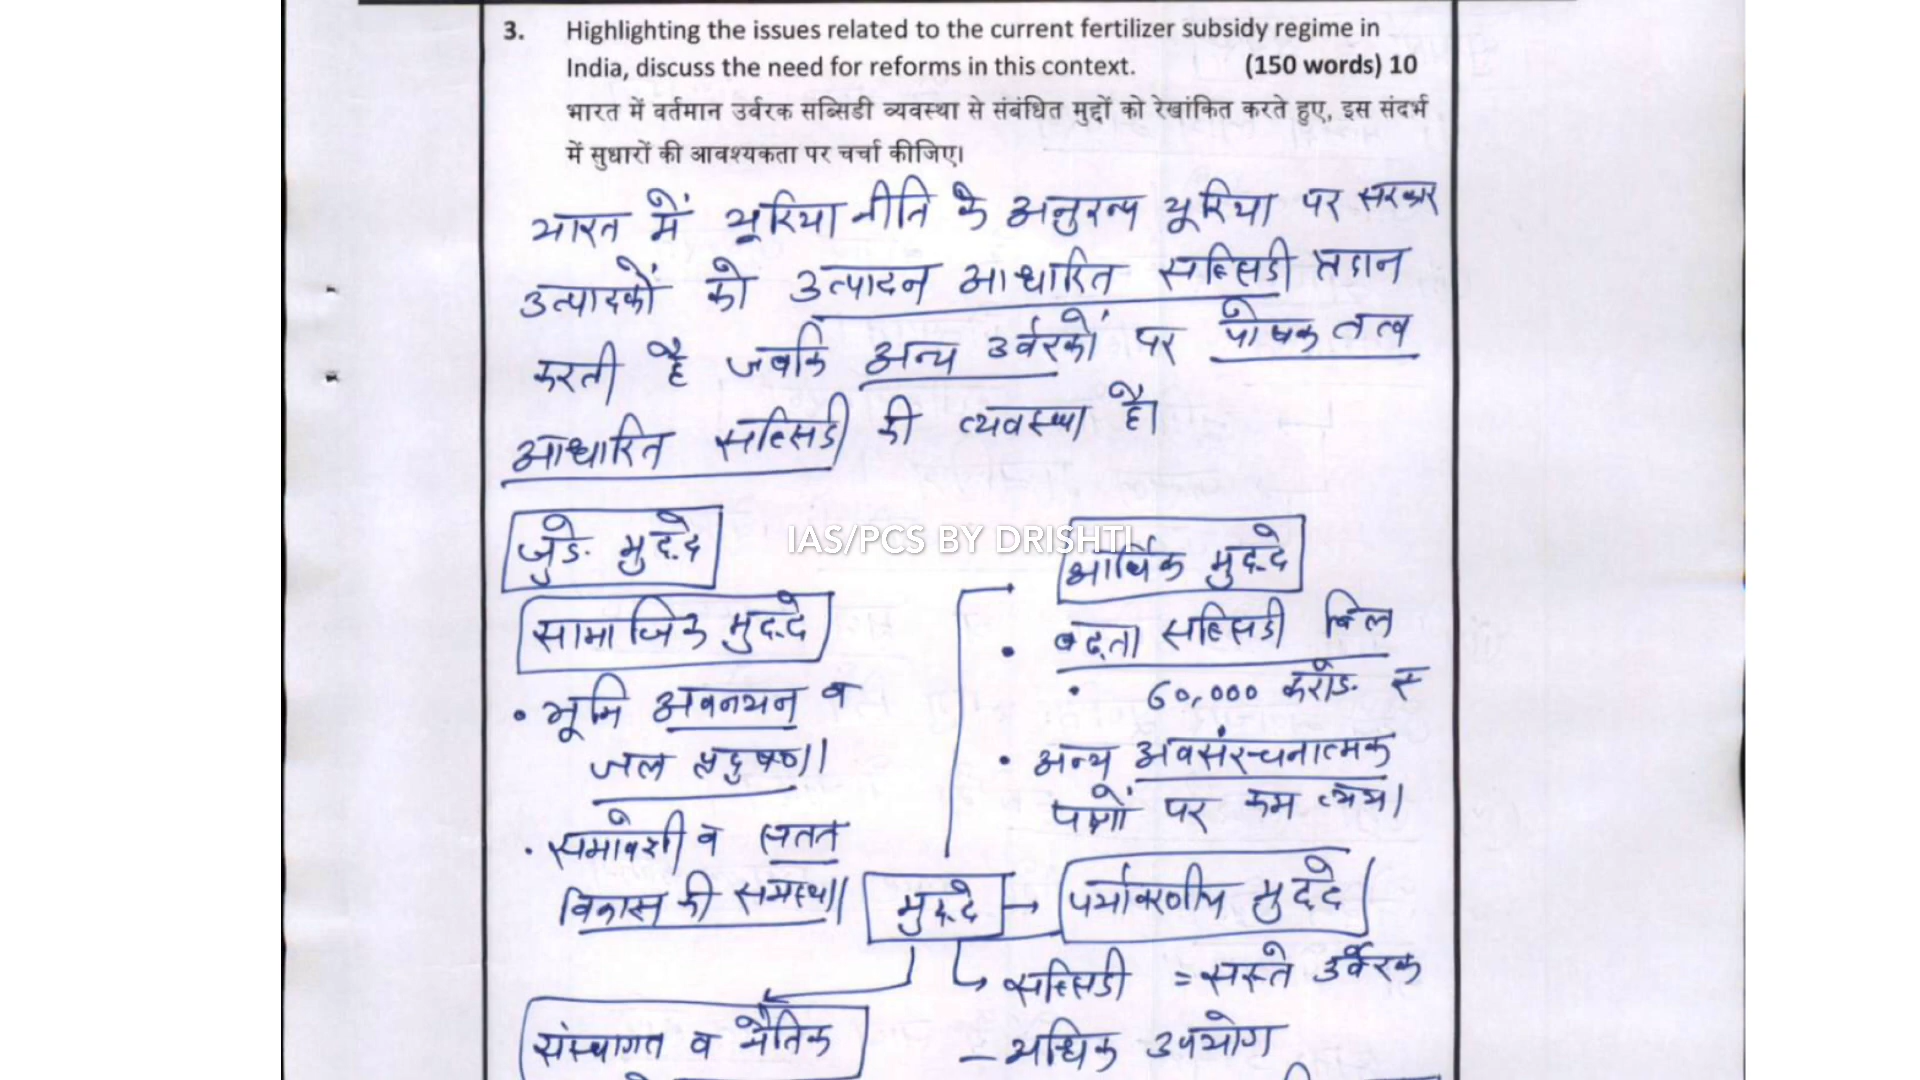 3. Highlighting the issues related to the current fertilizer subsidy regime in
India, discuss the need for reforms in this context. (150 words) 10
भारत में वर्तमान उर्वरक सब्सिडी व्यवस्था से संबंधित मुद्दों को रेखांकित करते हुए, इस संदर्भ
में सुधारों की आवश्यकता पर चर्चा कीजिए।
भारत में यूरिया नीति के अनुरूप यूरिया पर सरकार
उत्पादकों को उत्पादन आधारित सब्सिडी प्रदान
करती है जबकि अन्य उर्वरकों पर पोषक तत्व
आधारित सब्सिडी की व्यवस्था है।
जुड़े मुद्दे
सामाजिक मुद्दे
• भूमि अवनयन व
जल प्रदुषण।
• समावेशी व सतत
विकास की समस्या।
IAS/PCS BY DRISHTI
आर्थिक मुद्दे
• बढ़ता सब्सिडी बिल
• 60,000 करोड़ रू
• अन्य अवसंरचनात्मक
पक्षों पर कम व्यय।
मुद्दे
पर्यावरणीय मुद्दे
सब्सिडी = सस्ते उर्वरक
– अधिक उपयोग
संस्थागत व नैतिक